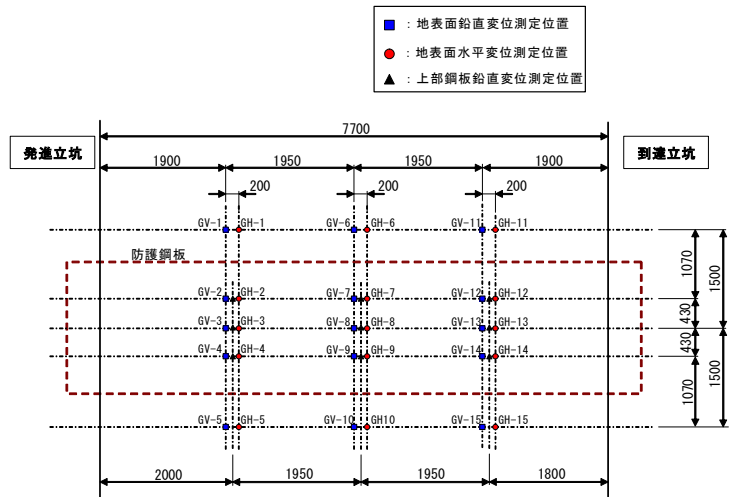 ：地表面鉛直変位測定位置
：地表面水平変位測定位置
：上部鋼板鉛直変位測定位置
7700
発進立坑
到達立坑
1900 1950 1950 1900
200 200 200
GV-1 GH-1 GV-6 GH-6 GV-11 GH-11
防護鋼板
GV-2 GH-2 GV-7 GH-7 GV-12 GH-12
GV-3 GH-3 GV-8 GH-8 GV-13 GH-13
GV-4 GH-4 GV-9 GH-9 GV-14 GH-14
GV-5 GH-5 GV-10 GH10 GV-15 GH-15
1070
430
430
1070
1500
1500
2000 1950 1950 1800